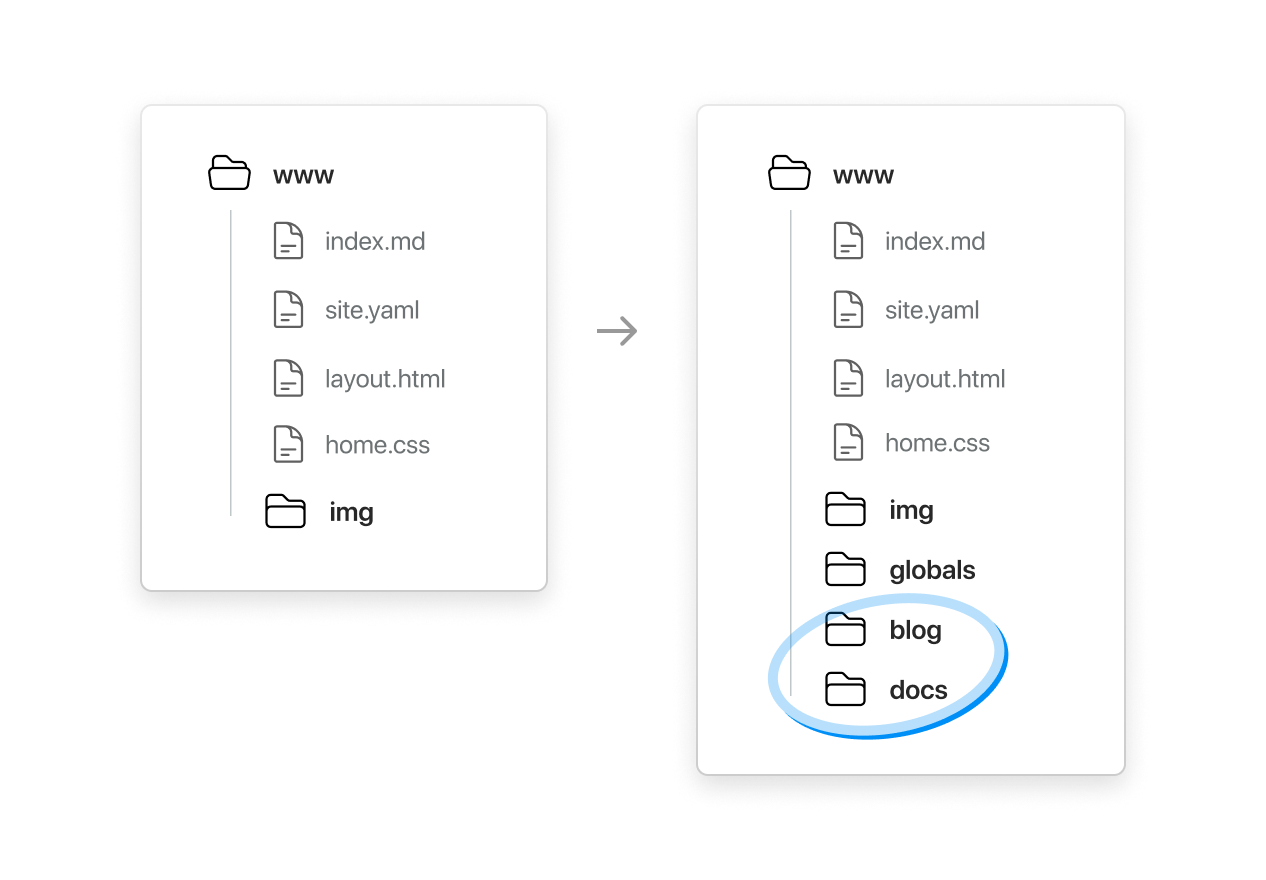 www
index.md
site.yaml
layout.html
home.css
img
www
index.md
site.yaml
layout.html
home.css
img
globals
blog
docs